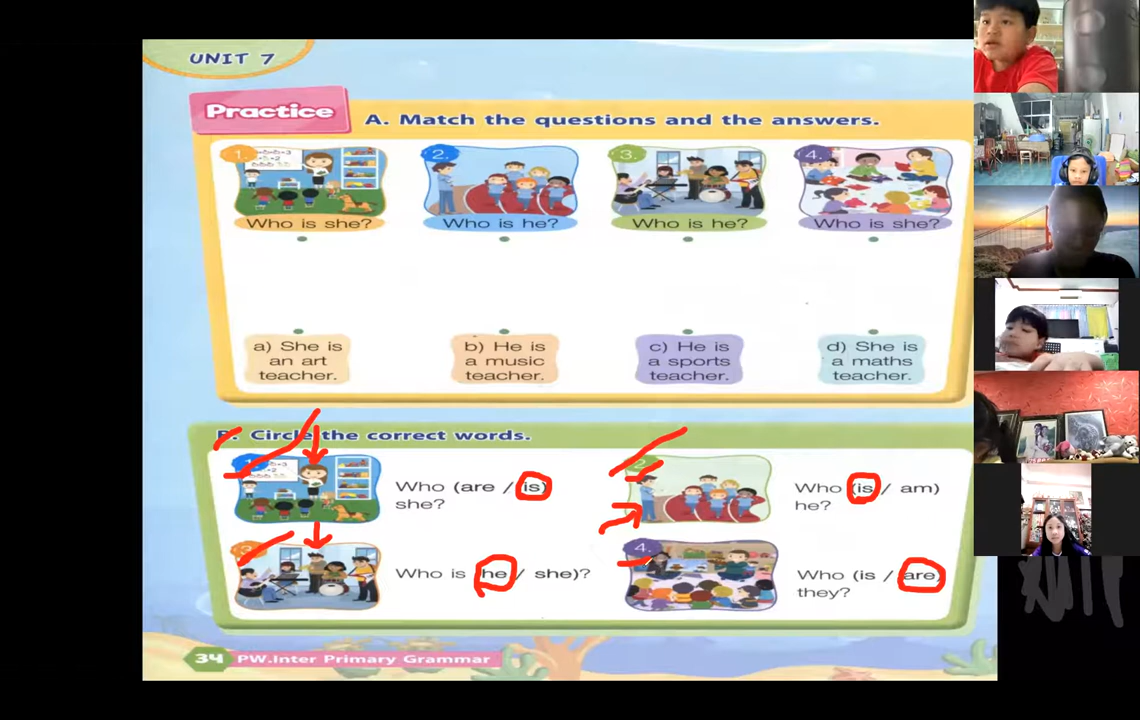 UNIT 7
Practice
A. Match the questions and the answers.
1.
2.
3.
4.
Who is she?
Who is he?
Who is he?
Who is she?
a) She is
an art
teacher.
b) He is
a music
teacher.
c) He is
a sports
teacher.
d) She is
a maths
teacher.
B. Circle the correct words.
Who (are / is)
she?
2
Who (is / am)
he?
Who is (he / she)?
4.
Who (is / are)
they?
34 PW.Inter Primary Grammar